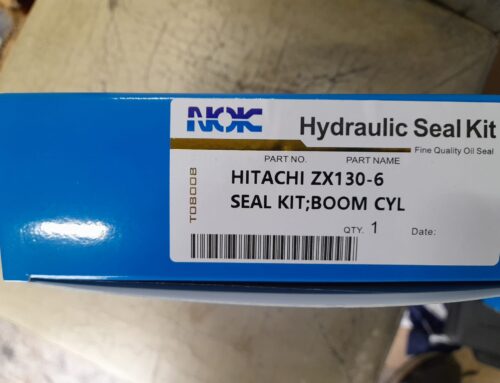 NOK
Hydraulic Seal Kit
Fine Quality Oil Seal
PART NO. PART NAME
HITACHI ZX130-6
SEAL KIT;BOOM CYL
QTY. 1 Date:
T08008